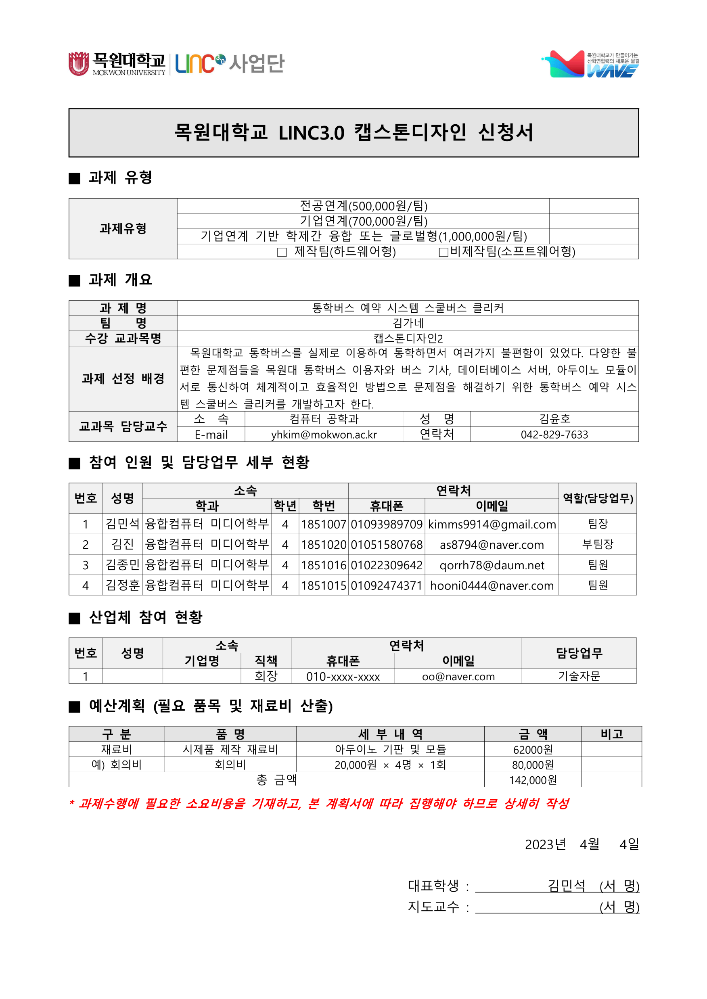 목원대학교 MOKWON UNIVERSITY LINC 3.0 사업단
목원대학교가 만들어가는
산학연협력의 새로운 물결
WAVE
목원대학교 LINC3.0 캡스톤디자인 신청서
■ 과제 유형
과제유형
전공연계(500,000원/팀)
기업연계(700,000원/팀)
기업연계 기반 학제간 융합 또는 글로벌형(1,000,000원/팀)
□ 제작팀(하드웨어형) □비제작팀(소프트웨어형)
■ 과제 개요
과 제 명 통학버스 예약 시스템 스쿨버스 클리커
팀 명 김가네
수강 교과목명 캡스톤디자인2
과제 선정 배경
목원대학교 통학버스를 실제로 이용하여 통학하면서 여러가지 불편함이 있었다. 다양한 불
편한 문제점들을 목원대 통학버스 이용자와 버스 기사, 데이터베이스 서버, 아두이노 모듈이
서로 통신하여 체계적이고 효율적인 방법으로 문제점을 해결하기 위한 통학버스 예약 시스
템 스쿨버스 클리커를 개발하고자 한다.
교과목 담당교수
소 속 컴퓨터 공학과 성 명 김윤호
E-mail yhkim@mokwon.ac.kr 연락처 042-829-7633
■ 참여 인원 및 담당업무 세부 현황
번호 성명 소속 연락처 역할(담당업무)
학과 학년 학번 휴대폰 이메일
1 김민석 융합컴퓨터 미디어학부 4 1851007 01093989709 kimms9914@gmail.com 팀장
2 김진 융합컴퓨터 미디어학부 4 1851020 01051580768 as8794@naver.com 부팀장
3 김종민 융합컴퓨터 미디어학부 4 1851016 01022309642 qorrh78@daum.net 팀원
4 김정훈 융합컴퓨터 미디어학부 4 1851015 01092474371 hooni0444@naver.com 팀원
■ 산업체 참여 현황
번호 성명 소속 연락처 담당업무
기업명 직책 휴대폰 이메일
1 회장 010-xxxx-xxxx oo@naver.com 기술자문
■ 예산계획 (필요 품목 및 재료비 산출)
구 분 품 명 세 부 내 역 금 액 비고
재료비 시제품 제작 재료비 아두이노 기판 및 모듈 62000원
예) 회의비 회의비 20,000원 × 4명 × 1회 80,000원
총 금액 142,000원
* 과제수행에 필요한 소요비용을 기재하고, 본 계획서에 따라 집행해야 하므로 상세히 작성
2023년 4월 4일
대표학생 : 김민석 (서 명)
지도교수 : (서 명)